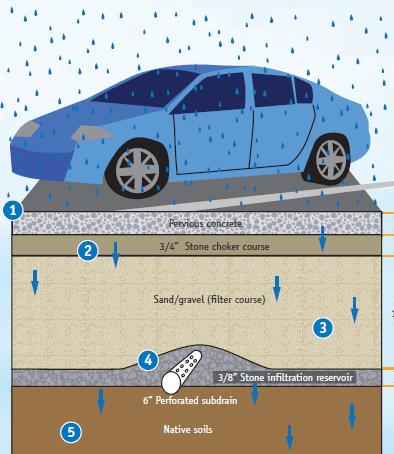 1
Pervious concrete
2
3/4” Stone choker course
Sand/gravel (filter course)
3
4
3/8” Stone infiltration reservoir
6” Perforated subdrain
5
Native soils